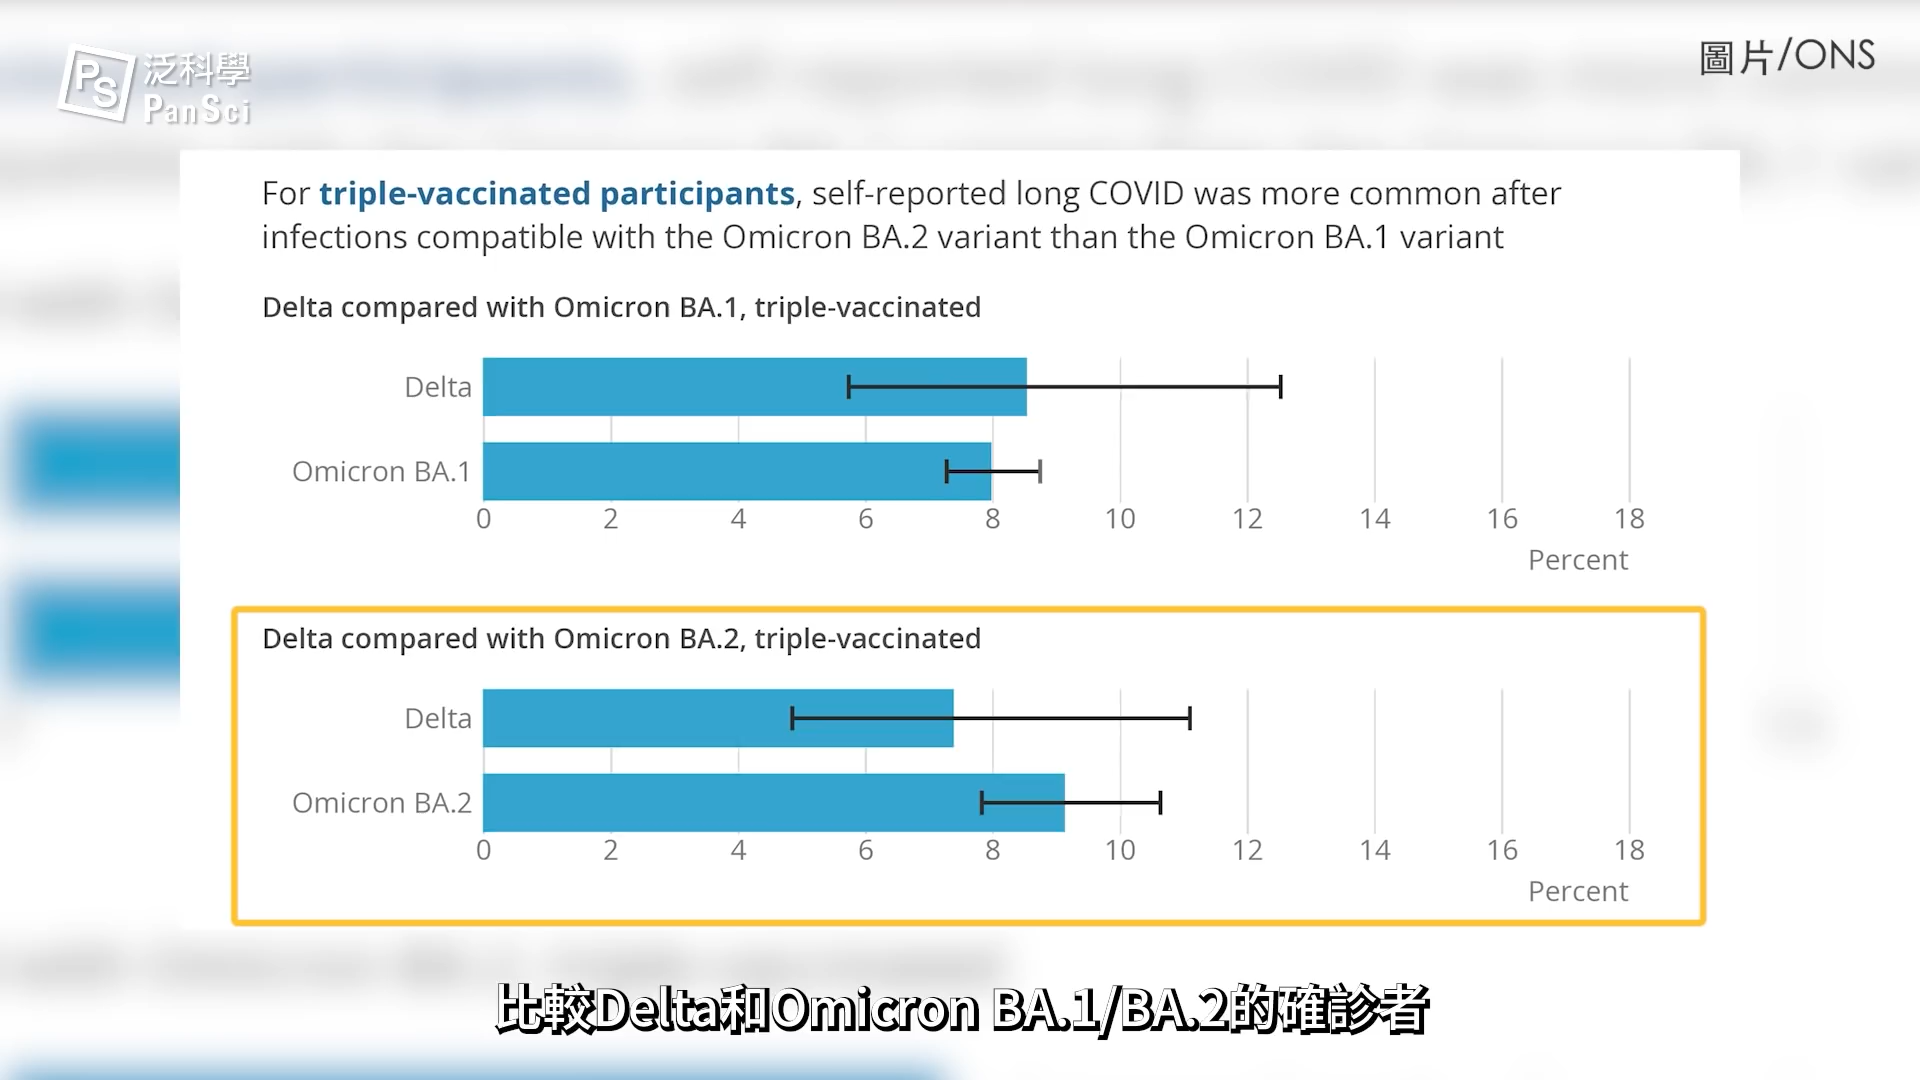 PS 泛科學
PanSci
圖片/ONS
For triple-vaccinated participants, self-reported long COVID was more common after
infections compatible with the Omicron BA.2 variant than the Omicron BA.1 variant
Delta compared with Omicron BA.1, triple-vaccinated
Delta
Omicron BA.1
0 2 4 6 8 10 12 14 16 18
Percent
Delta compared with Omicron BA.2, triple-vaccinated
Delta
Omicron BA.2
0 2 4 6 8 10 12 14 16 18
Percent
比較Delta和Omicron BA.1/BA.2的確診者